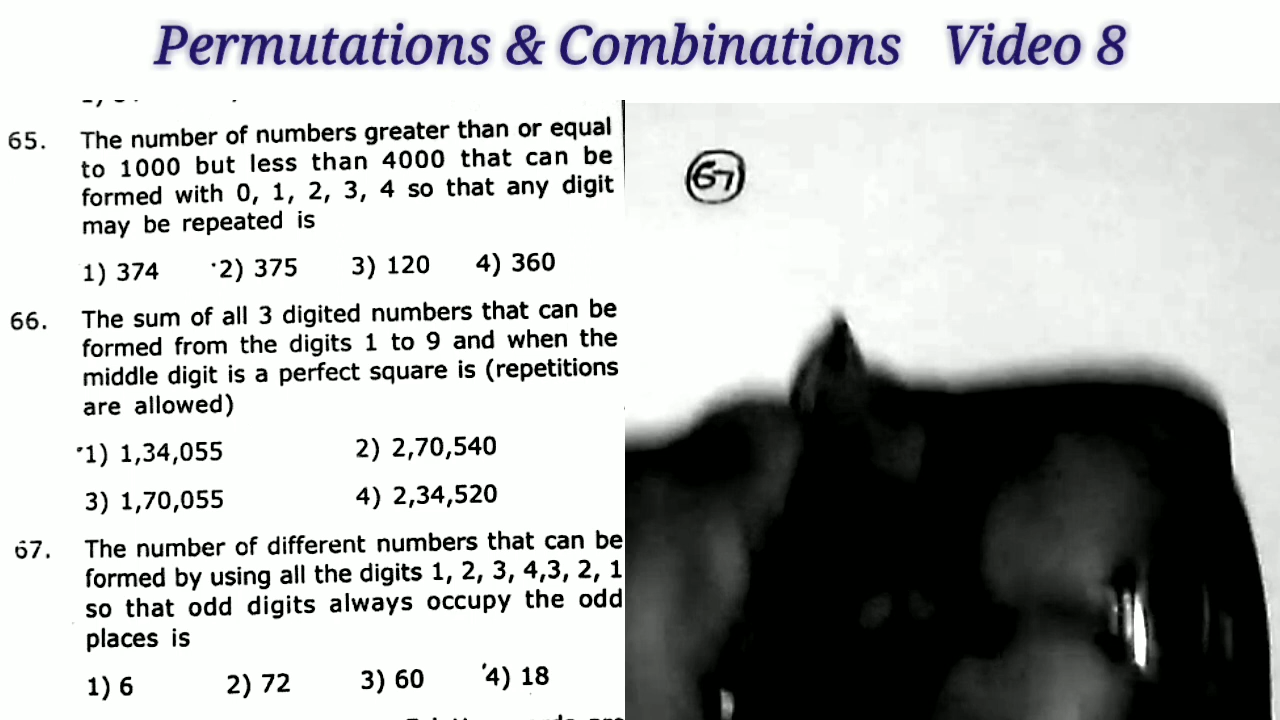 Permutations & Combinations Video 8
65. The number of numbers greater than or equal
to 1000 but less than 4000 that can be
formed with 0, 1, 2, 3, 4 so that any digit
may be repeated is
1) 374 2) 375 3) 120 4) 360
66. The sum of all 3 digited numbers that can be
formed from the digits 1 to 9 and when the
middle digit is a perfect square is (repetitions
are allowed)
1) 1,34,055 2) 2,70,540
3) 1,70,055 4) 2,34,520
67. The number of different numbers that can be
formed by using all the digits 1, 2, 3, 4,3, 2, 1
so that odd digits always occupy the odd
places is
1) 6 2) 72 3) 60 4) 18
67